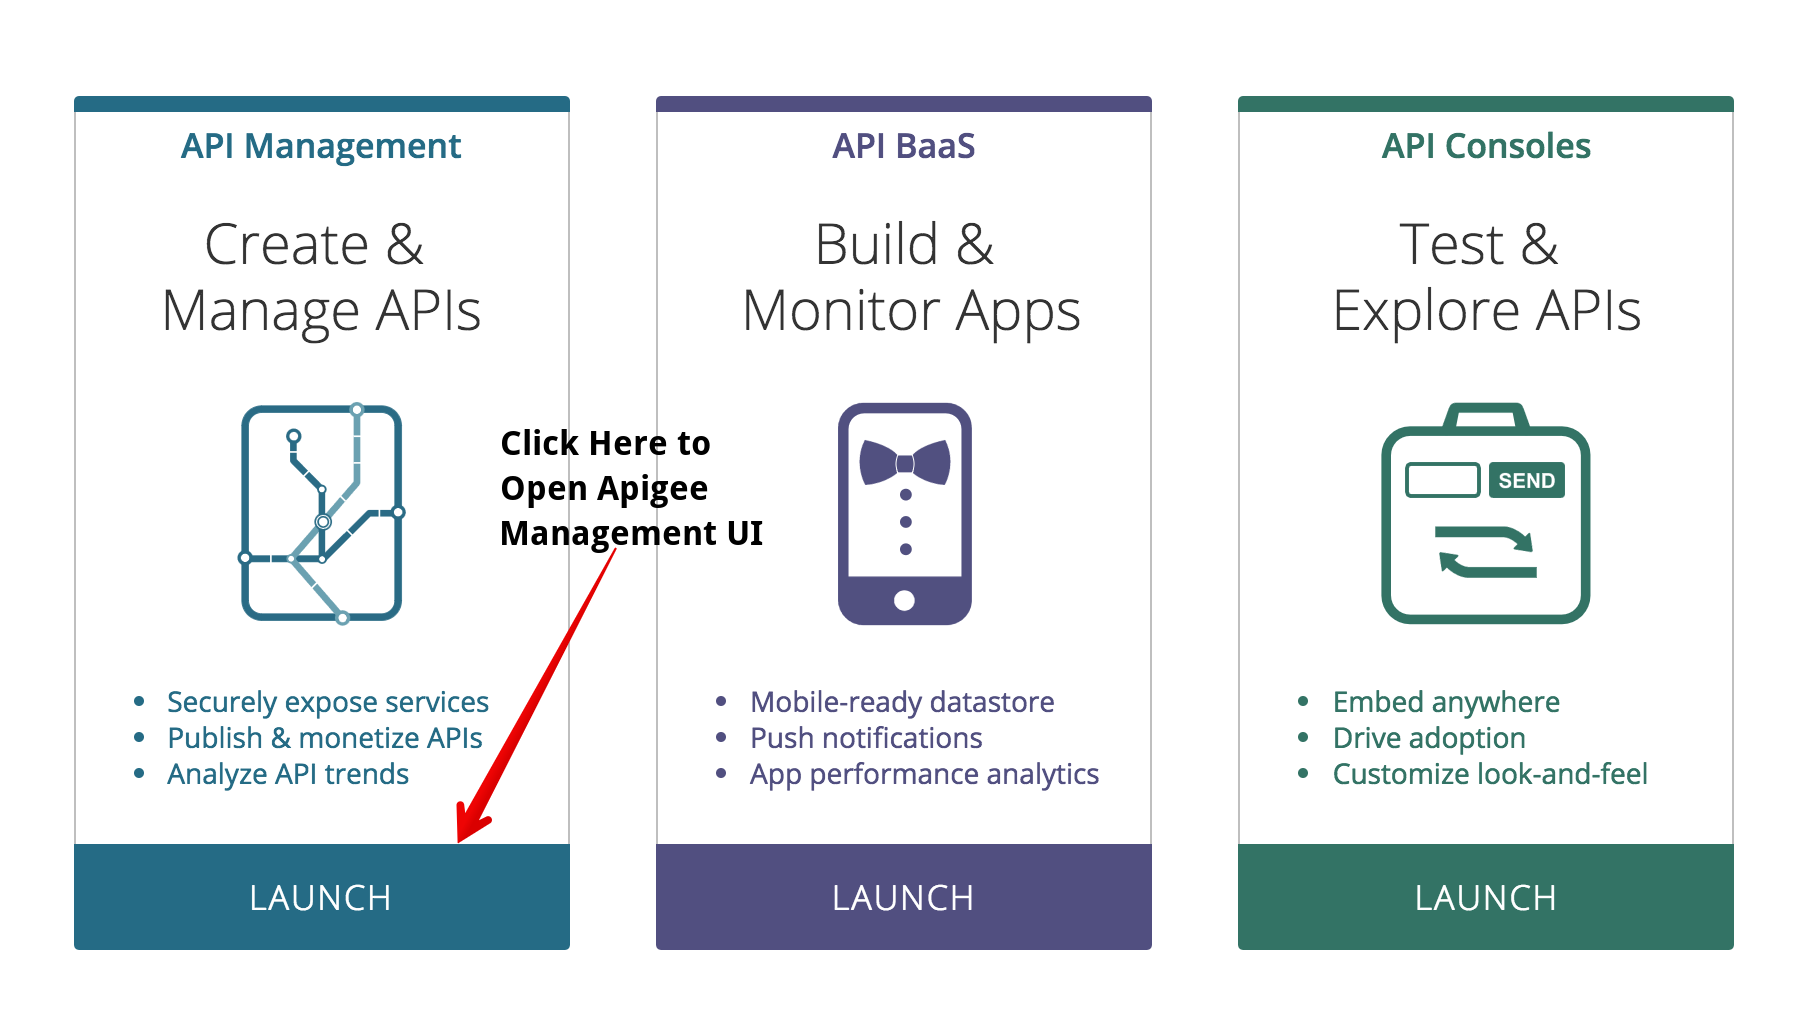 API Management
Create &
Manage APIs
Click Here to
Open Apigee
Management UI
• Securely expose services
• Publish & monetize APIs
• Analyze API trends
LAUNCH
API BaaS
Build &
Monitor Apps
• Mobile-ready datastore
• Push notifications
• App performance analytics
LAUNCH
API Consoles
Test &
Explore APIs
SEND
• Embed anywhere
• Drive adoption
• Customize look-and-feel
LAUNCH